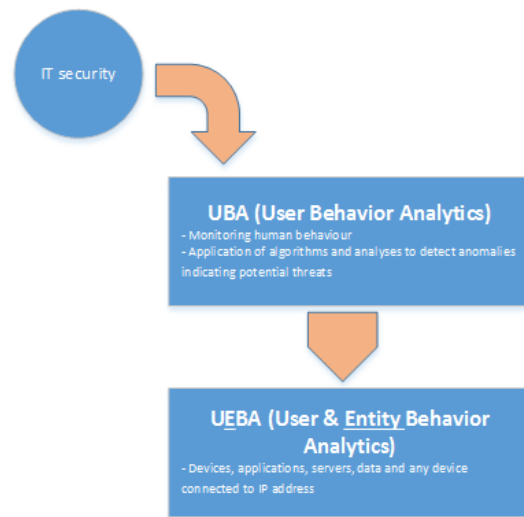 IT security
UBA (User Behavior Analytics)
- Monitoring human behaviour
- Application of algorithms and analyses to detect anomalies
indicating potential threats
UEBA (User & Entity Behavior
Analytics)
- Devices, applications, servers, data and any device
connected to IP address